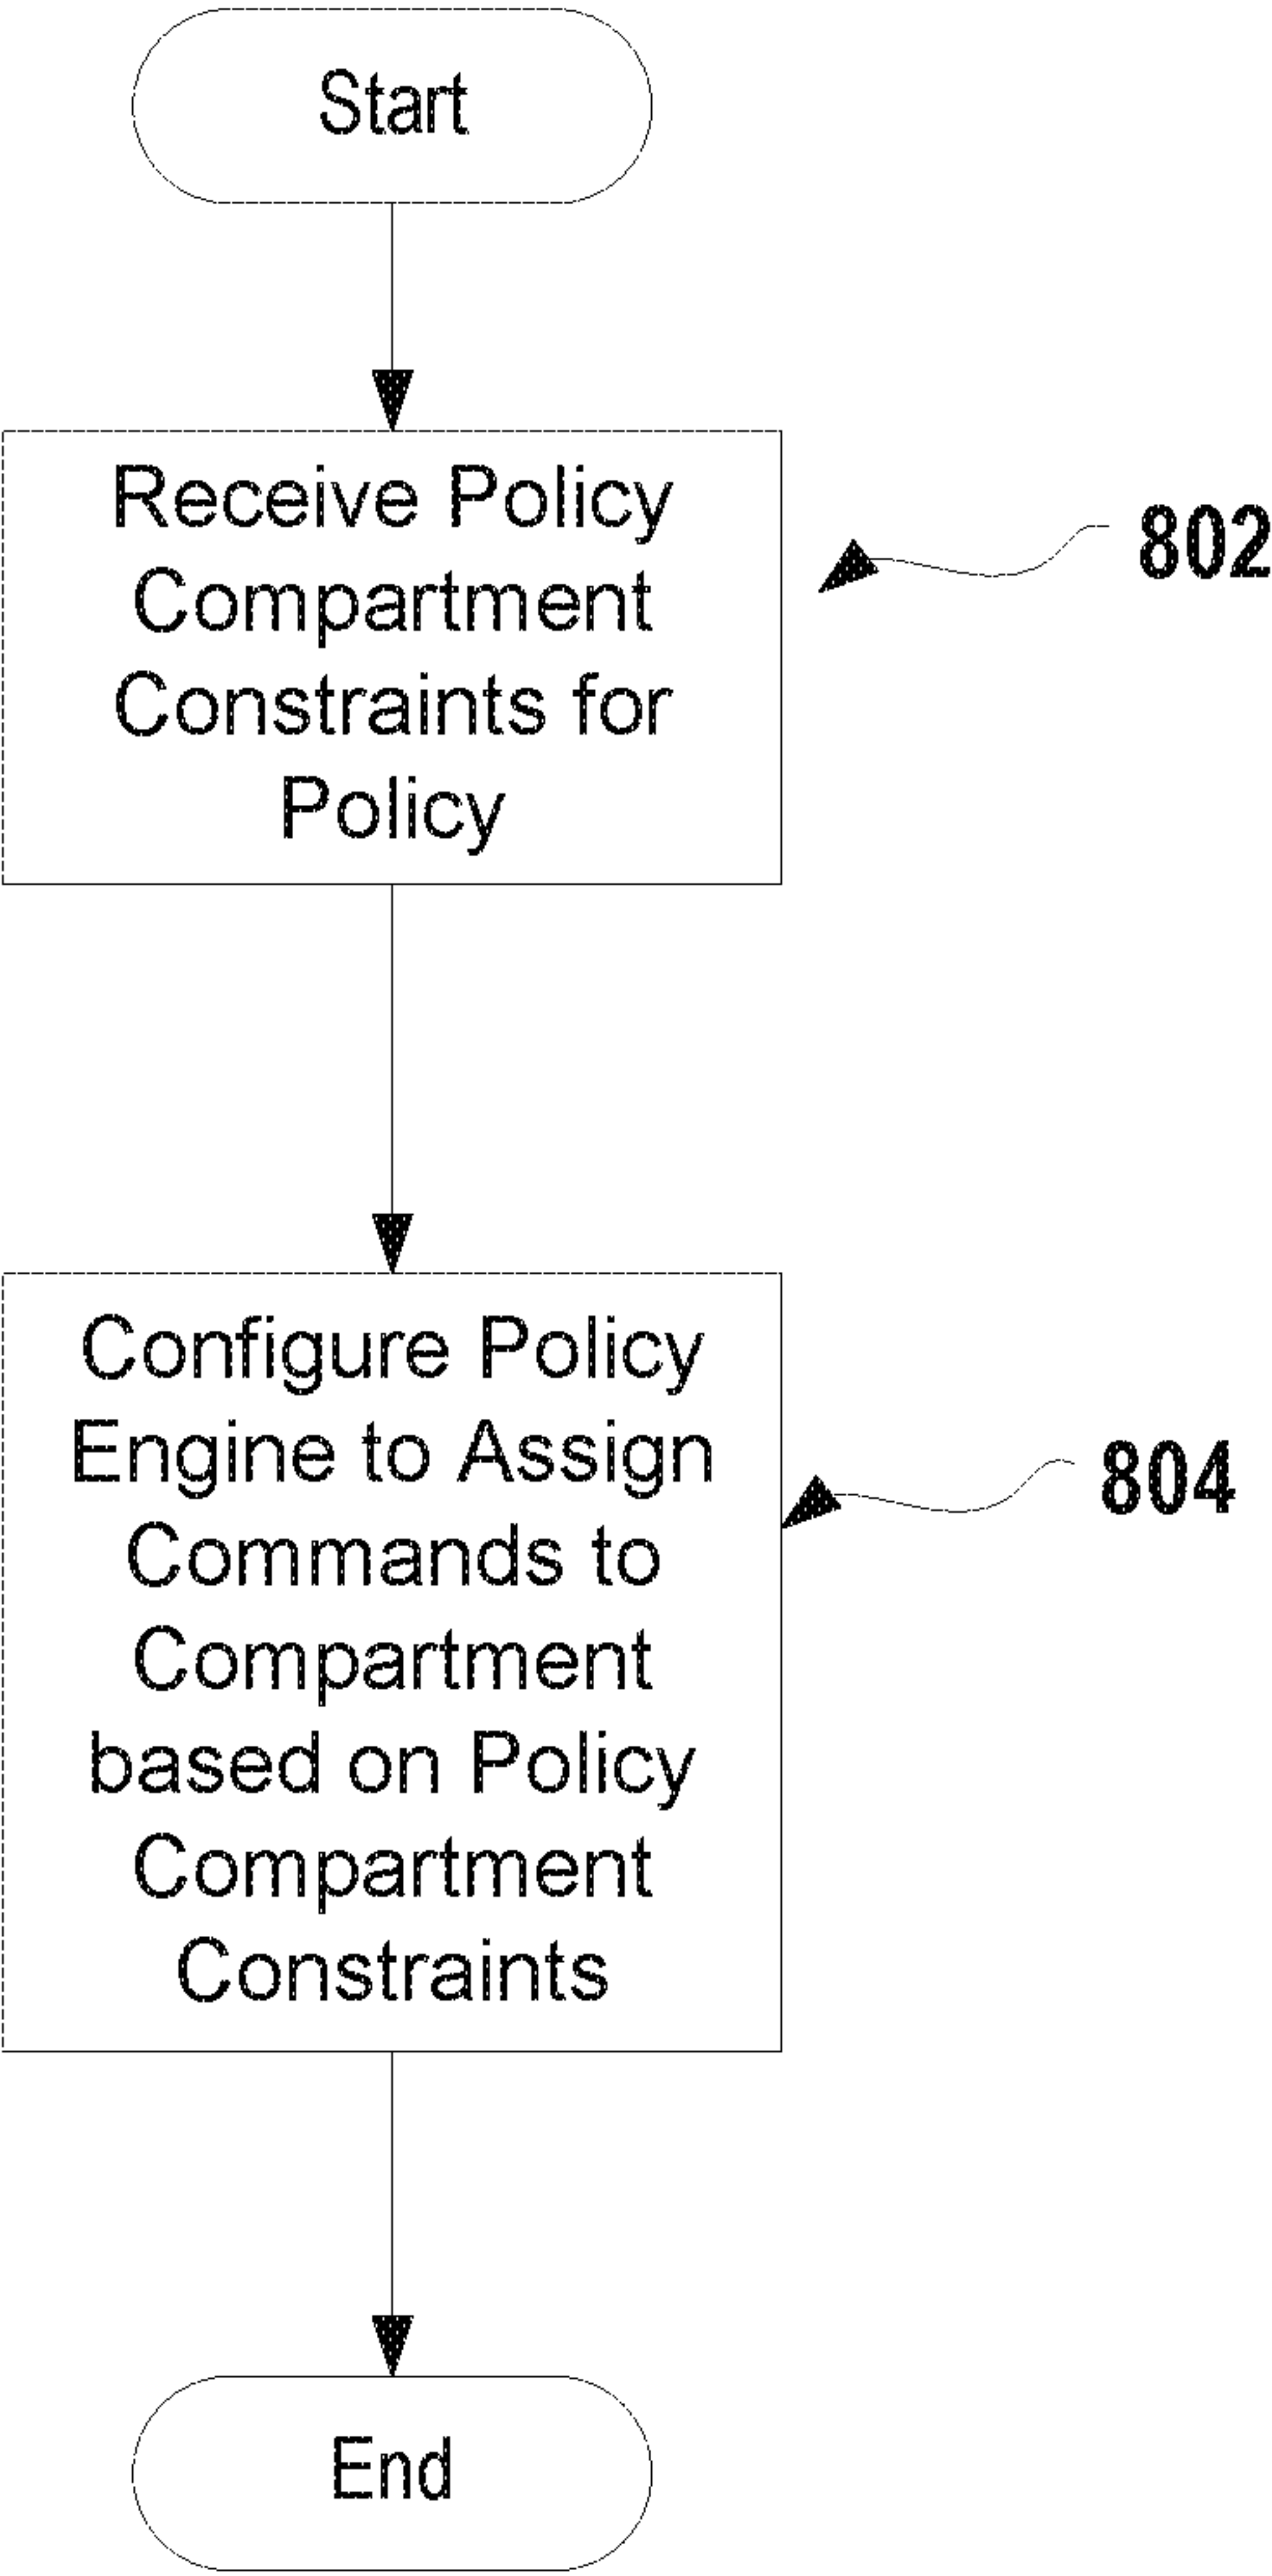 Start
Receive Policy
Compartment
Constraints for
Policy
802
Configure Policy
Engine to Assign
Commands to
Compartment
based on Policy
Compartment
Constraints
804
End